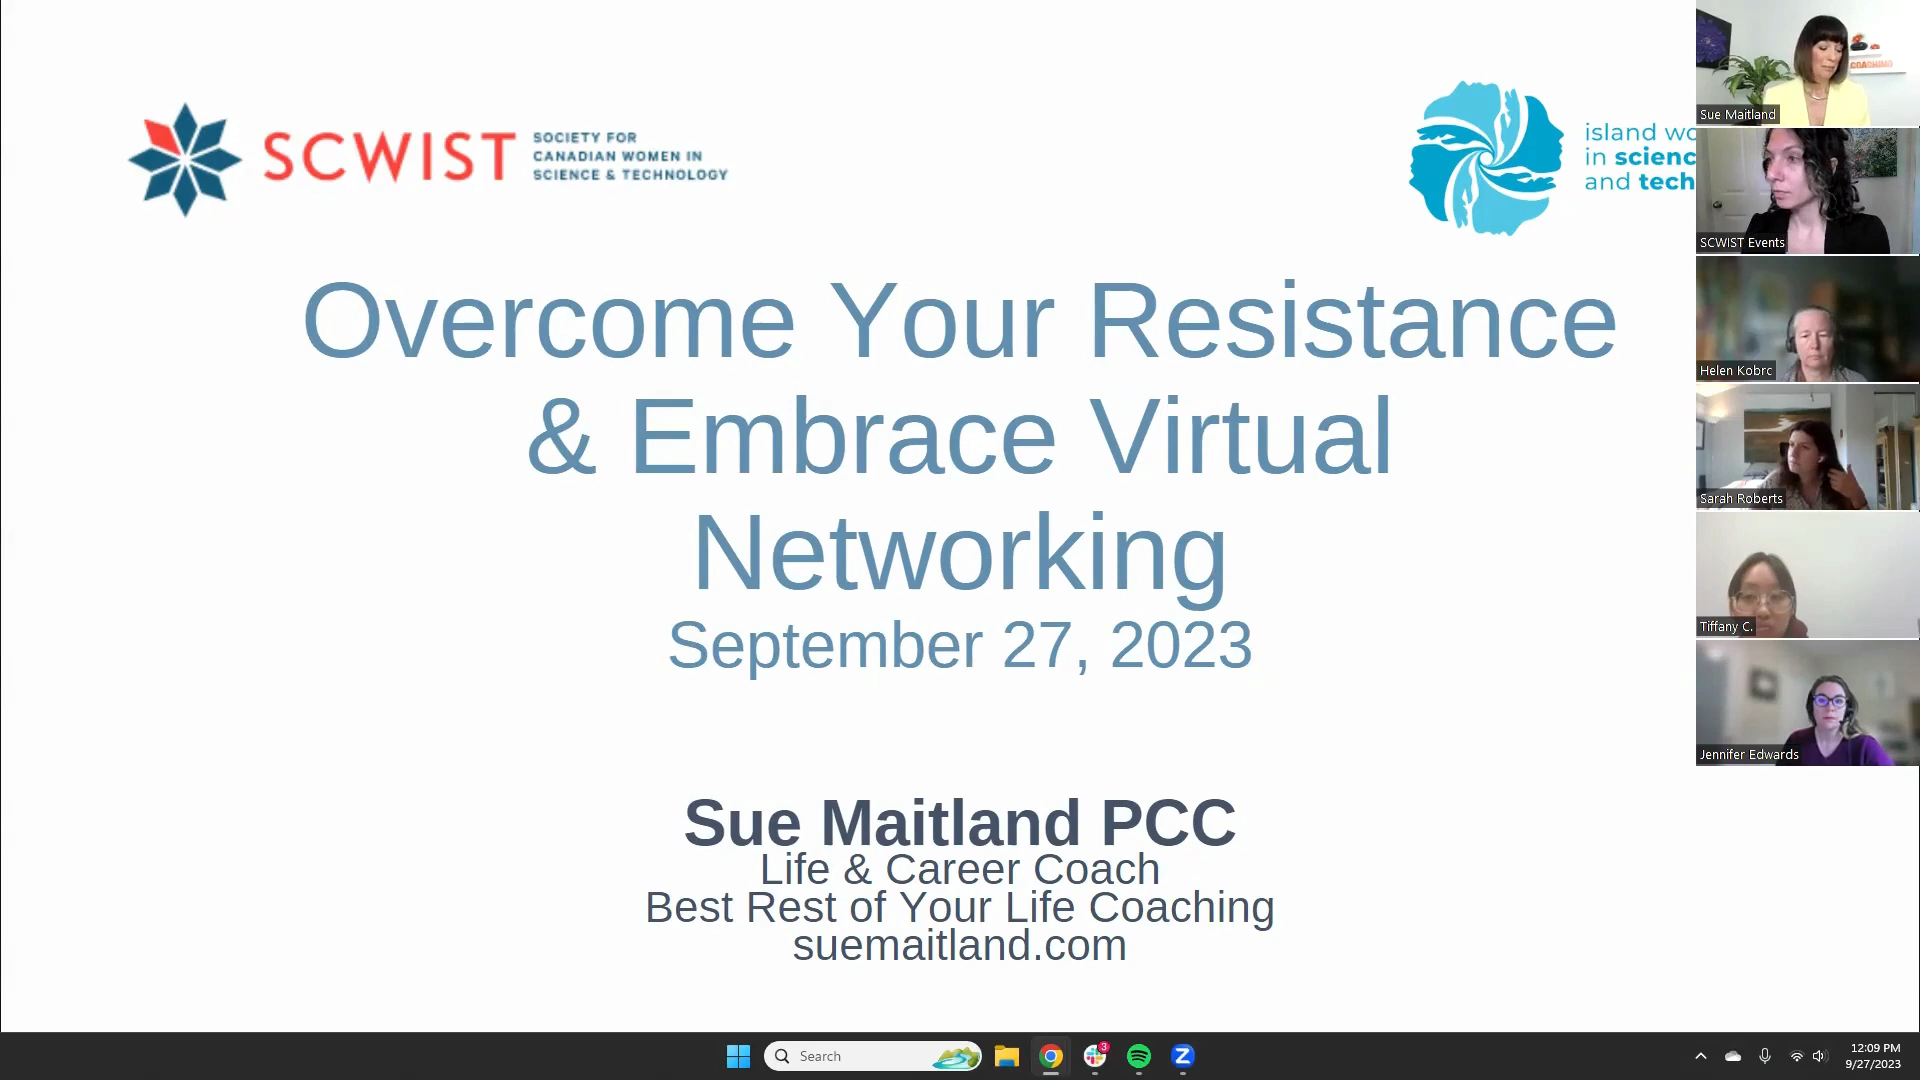 SCWIST
SOCIETY FOR
CANADIAN WOMEN IN
SCIENCE & TECHNOLOGY
island wo
in scienc
and tech
Overcome Your Resistance
& Embrace Virtual
Networking
September 27, 2023
Sue Maitland PCC
Life & Career Coach
Best Rest of Your Life Coaching
suemaitland.com
COACHING
Sue Maitland
SCWIST Events
Helen Kobrc
Sarah Roberts
Tiffany C.
Jennifer Edwards
Search
3
Z
12:09 PM
9/27/2023